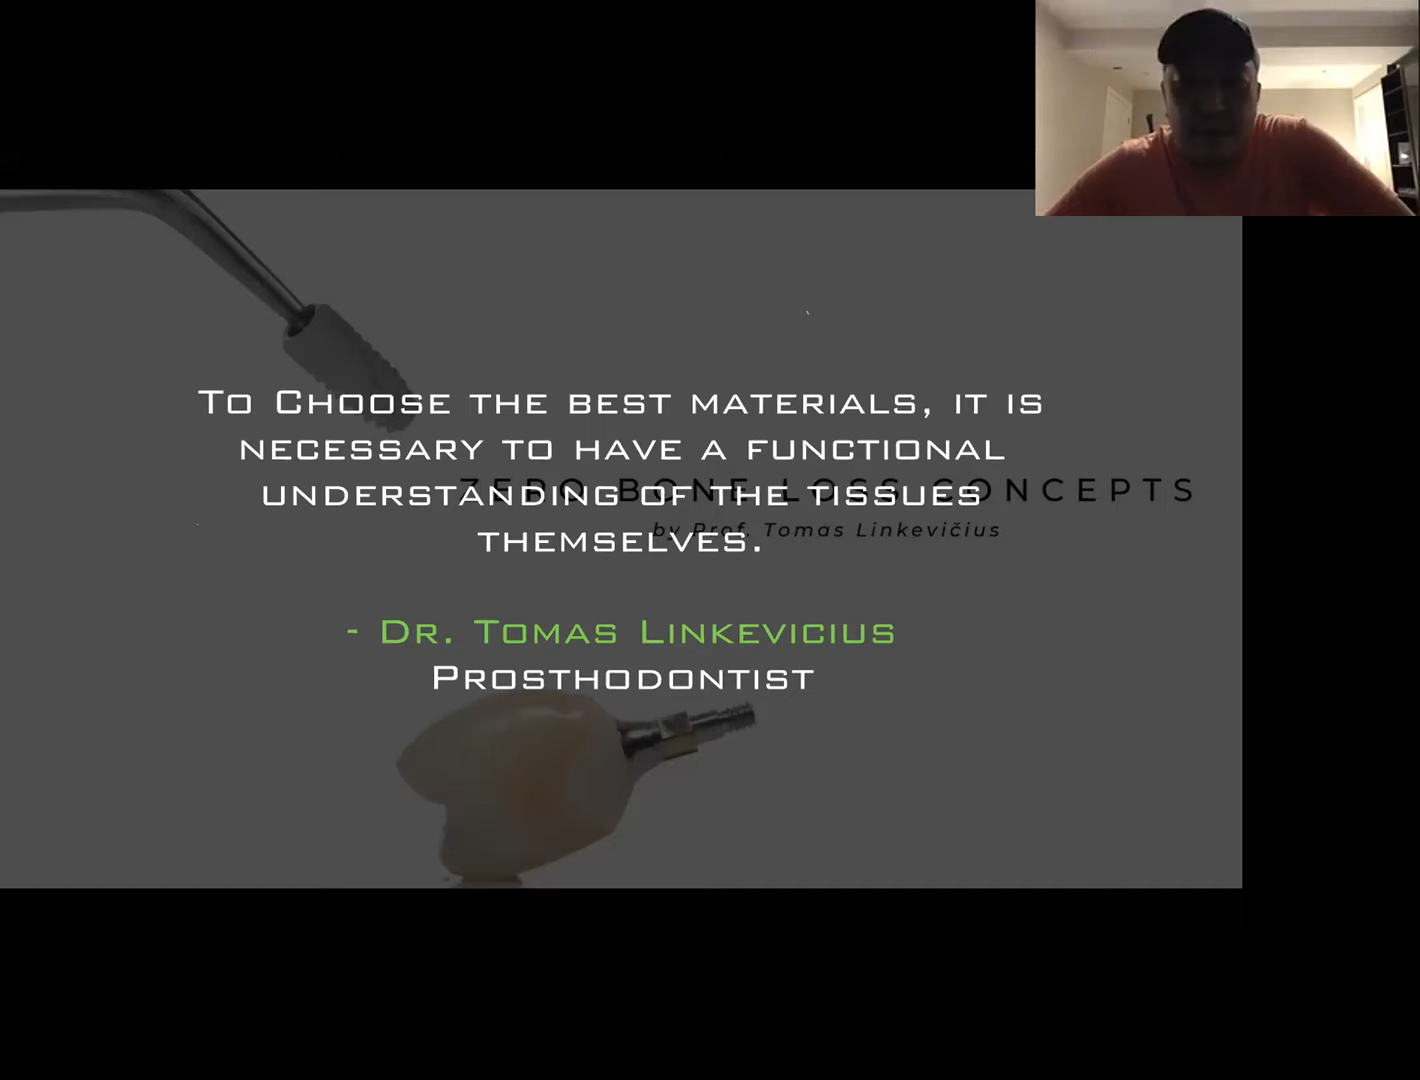 To Choose the best materials, it is
necessary to have a functional
understanding of the tissues
themselves.
ZERO BONE LOSS CONCEPTS
by Prof. Tomas Linkevičius
- Dr. Tomas Linkevicius
Prosthodontist